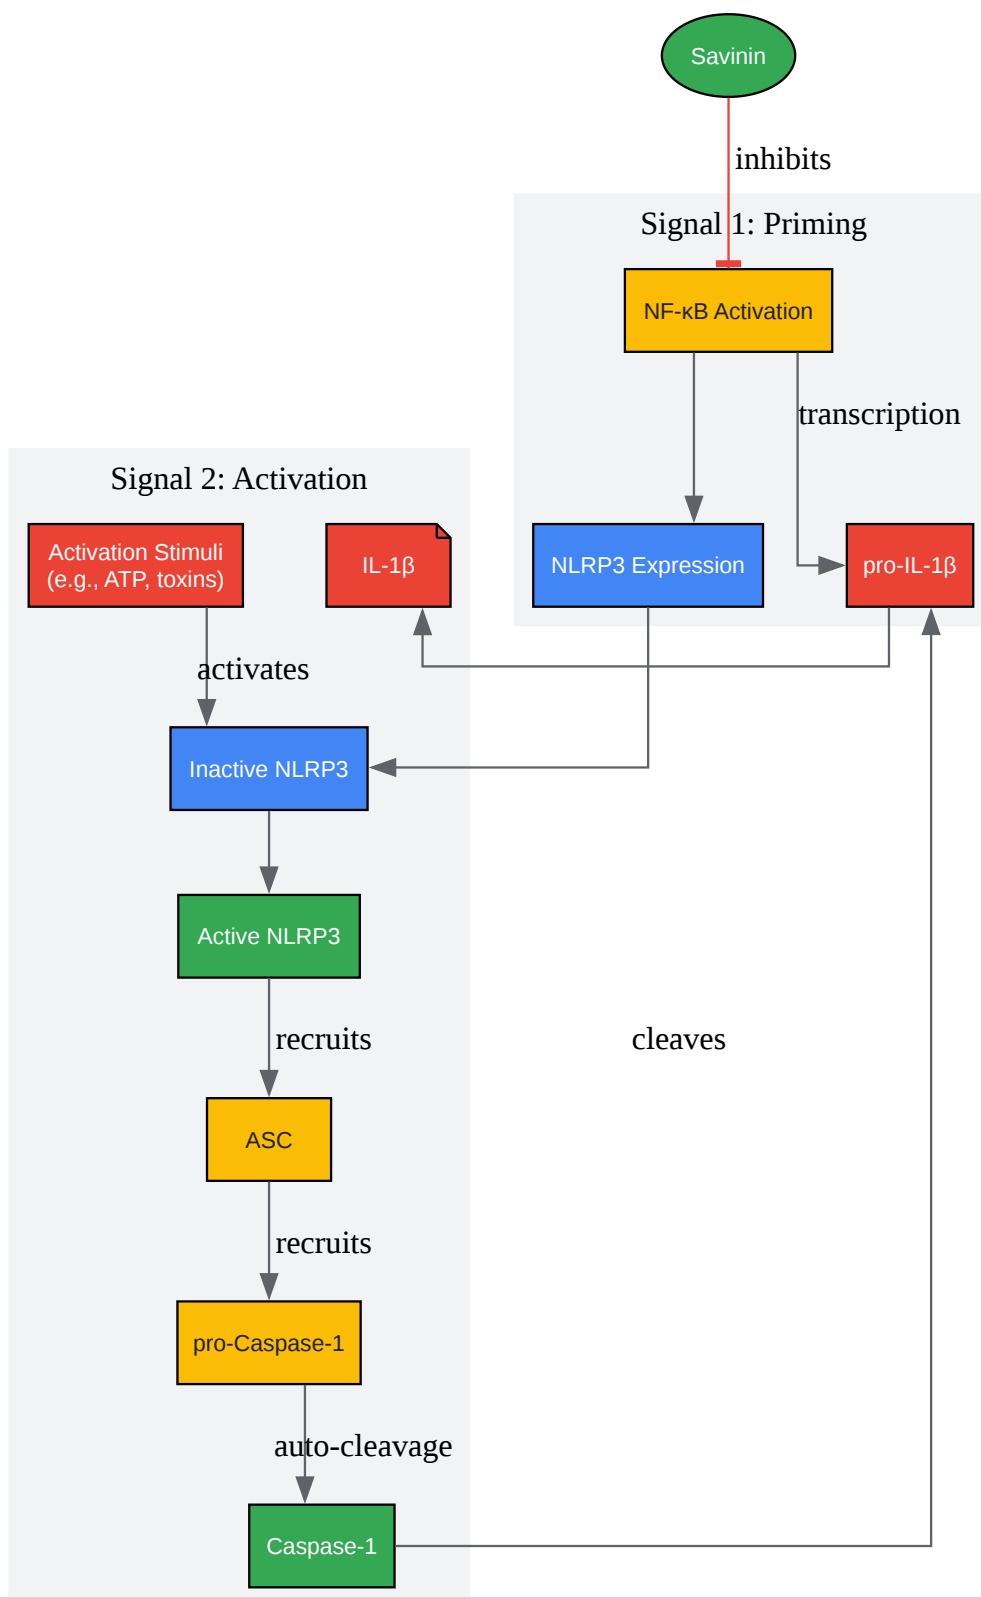 Savinin
inhibits
Signal 1: Priming
NF-κB Activation
transcription
Signal 2: Activation
Activation Stimuli
(e.g., ATP, toxins)
IL-1β
NLRP3 Expression
pro-IL-1β
activates
Inactive NLRP3
Active NLRP3
recruits
cleaves
ASC
recruits
pro-Caspase-1
auto-cleavage
Caspase-1